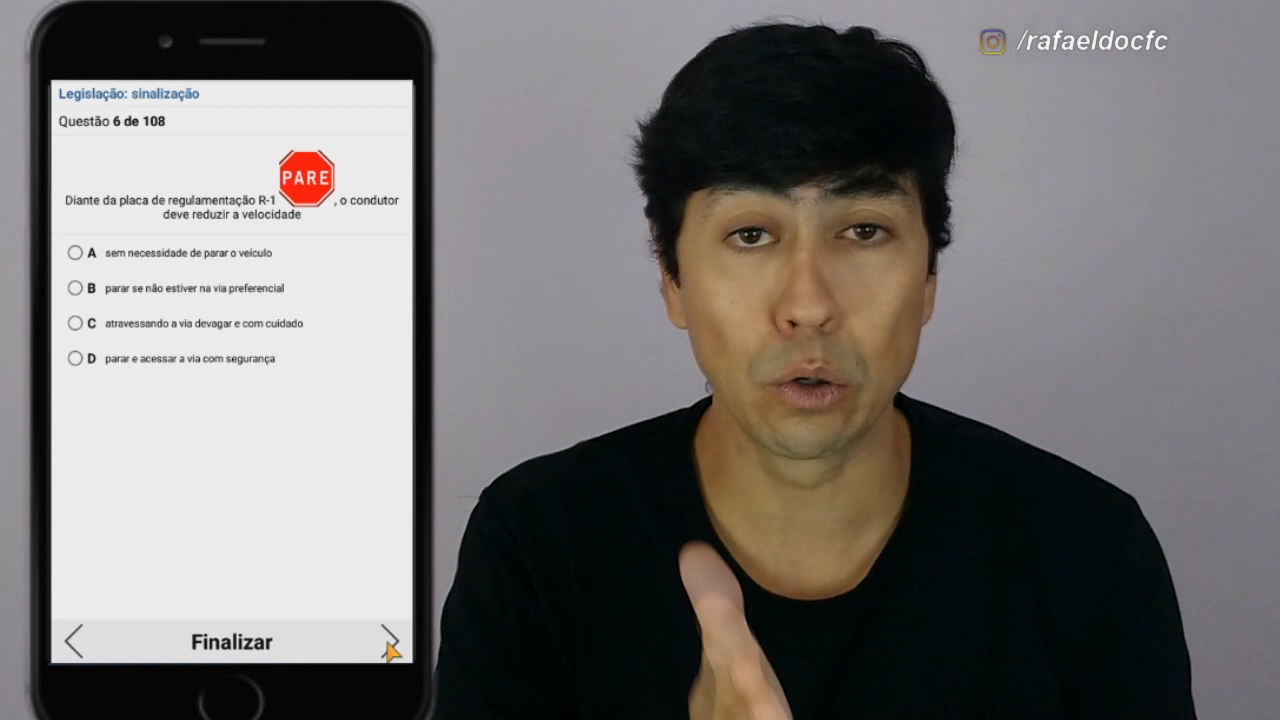 /rafaeldocfc
Legislação: sinalização
Questão 6 de 108
PARE
Diante da placa de regulamentação R-1 , o condutor
deve reduzir a velocidade
A sem necessidade de parar o veículo
B parar se não estiver na via preferencial
C atravessando a via devagar e com cuidado
D parar e acessar a via com segurança
Finalizar